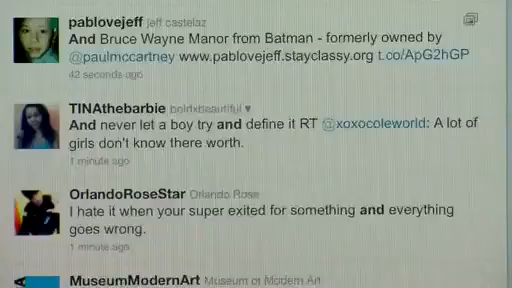 pablovejeff jeff castelaz
And Bruce Wayne Manor from Batman - formerly owned by
@paulmccartney www.pablovejeff.stayclassy.org t.co/ApG2hGP
42 seconds ago
TINAthebarbie boldxbeautiful ♥
And never let a boy try and define it RT @xoxocoleworld: A lot of
girls don't know there worth.
1 minute ago
OrlandoRoseStar Orlando Rose
I hate it when your super exited for something and everything
goes wrong.
1 minute ago
MuseumModernArt Museum of Modern Art